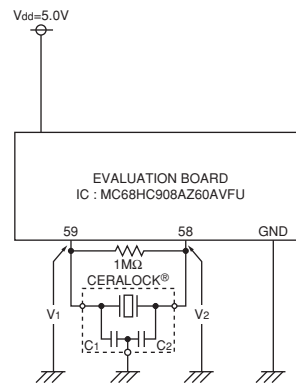 Vdd=5.0V
EVALUATION BOARD
IC : MC68HC908AZ60AVFU
59
58
GND
1MΩ
CERALOCK®
V1
V2
C1
C2